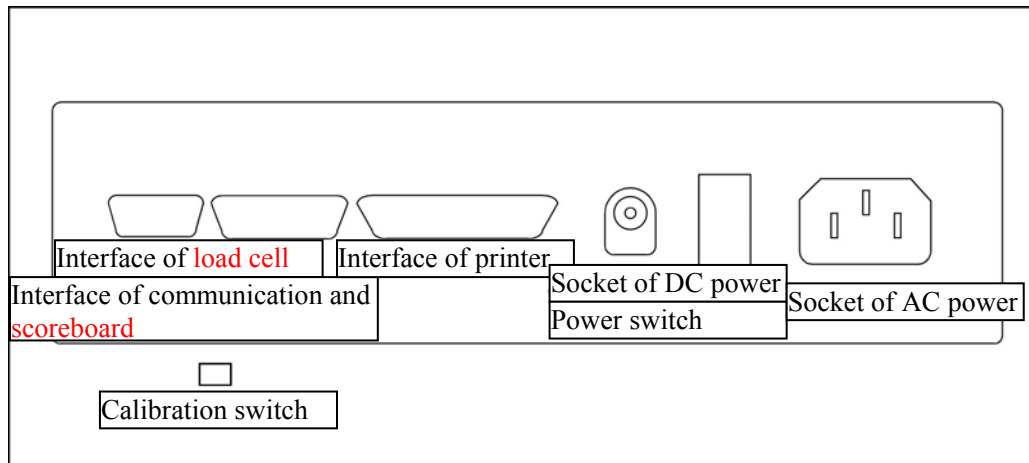 Interface of load cell
Interface of printer
Interface of communication and
scoreboard
Socket of DC power
Power switch
Socket of AC power
Calibration switch